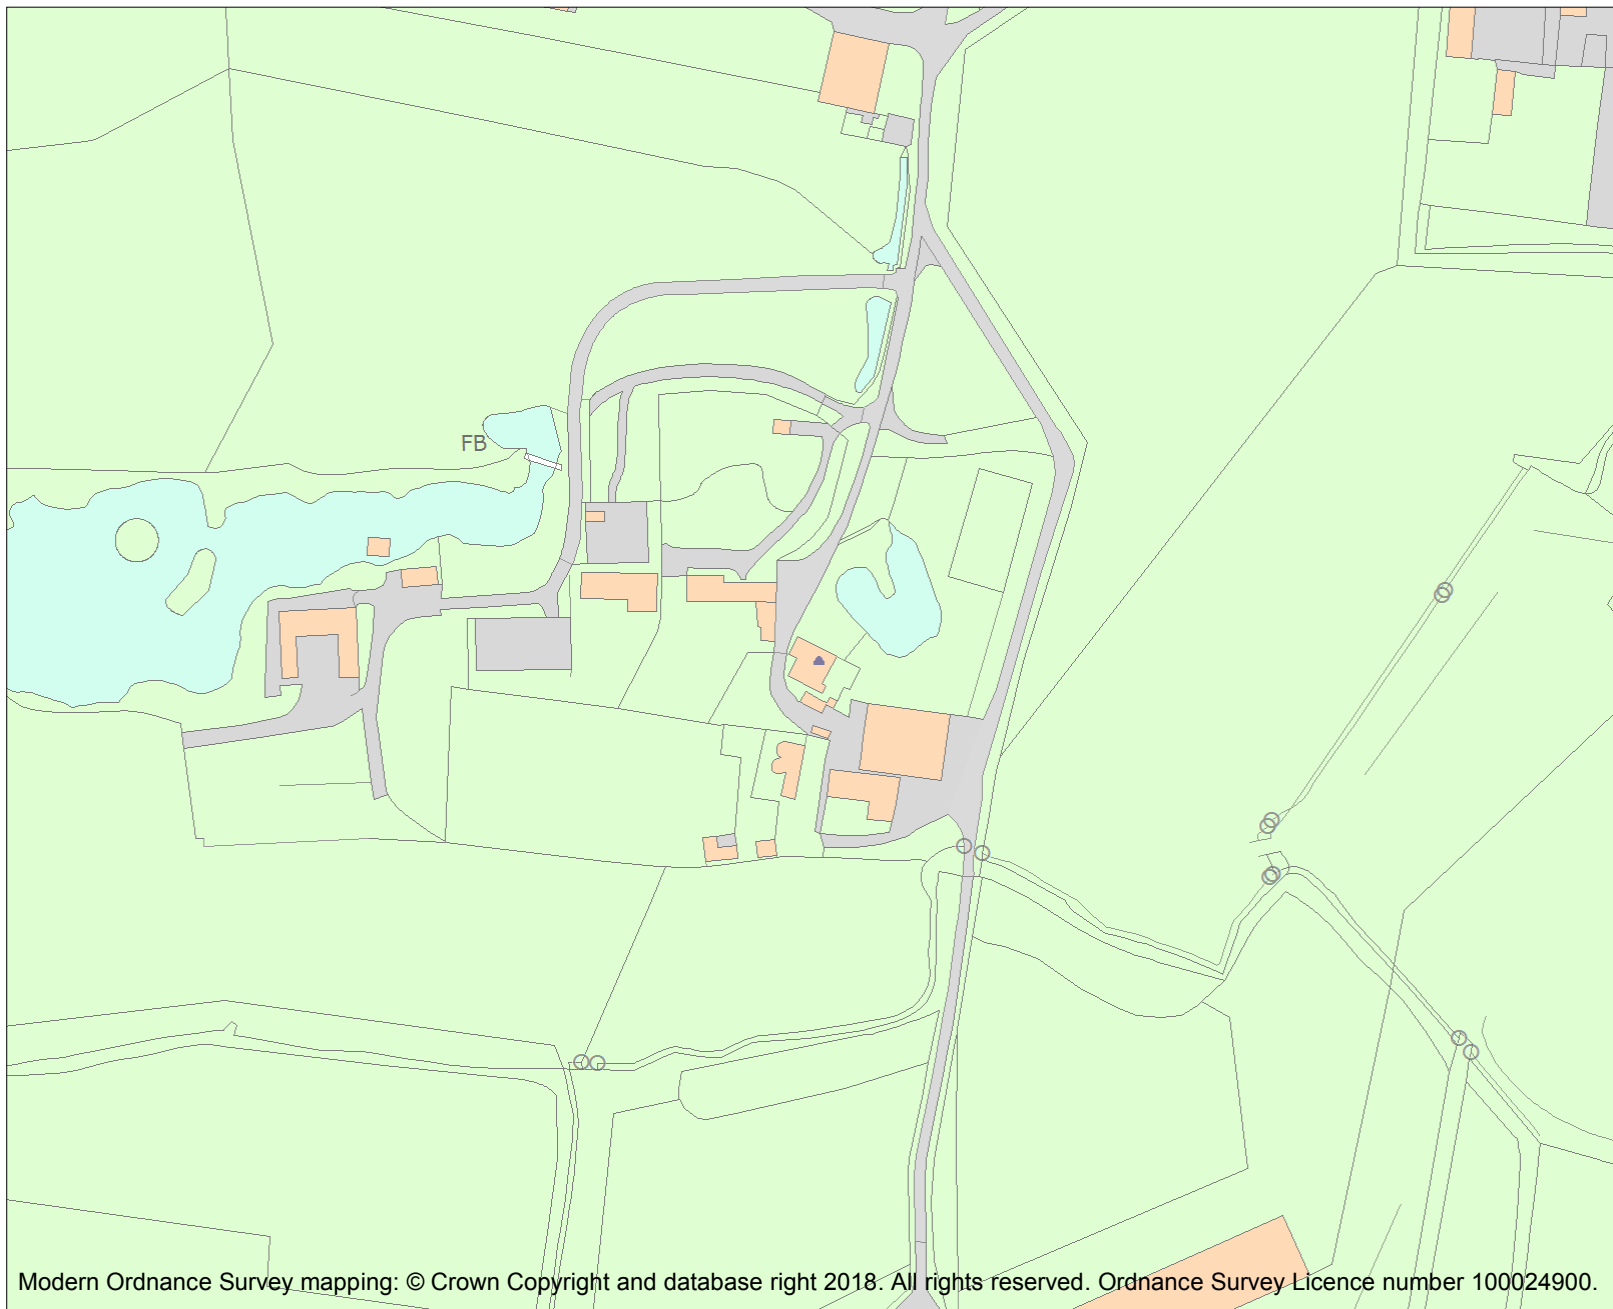 FB
Modern Ordnance Survey mapping: © Crown Copyright and database right 2018. All rights reserved. Ordnance Survey Licence number 100024900.